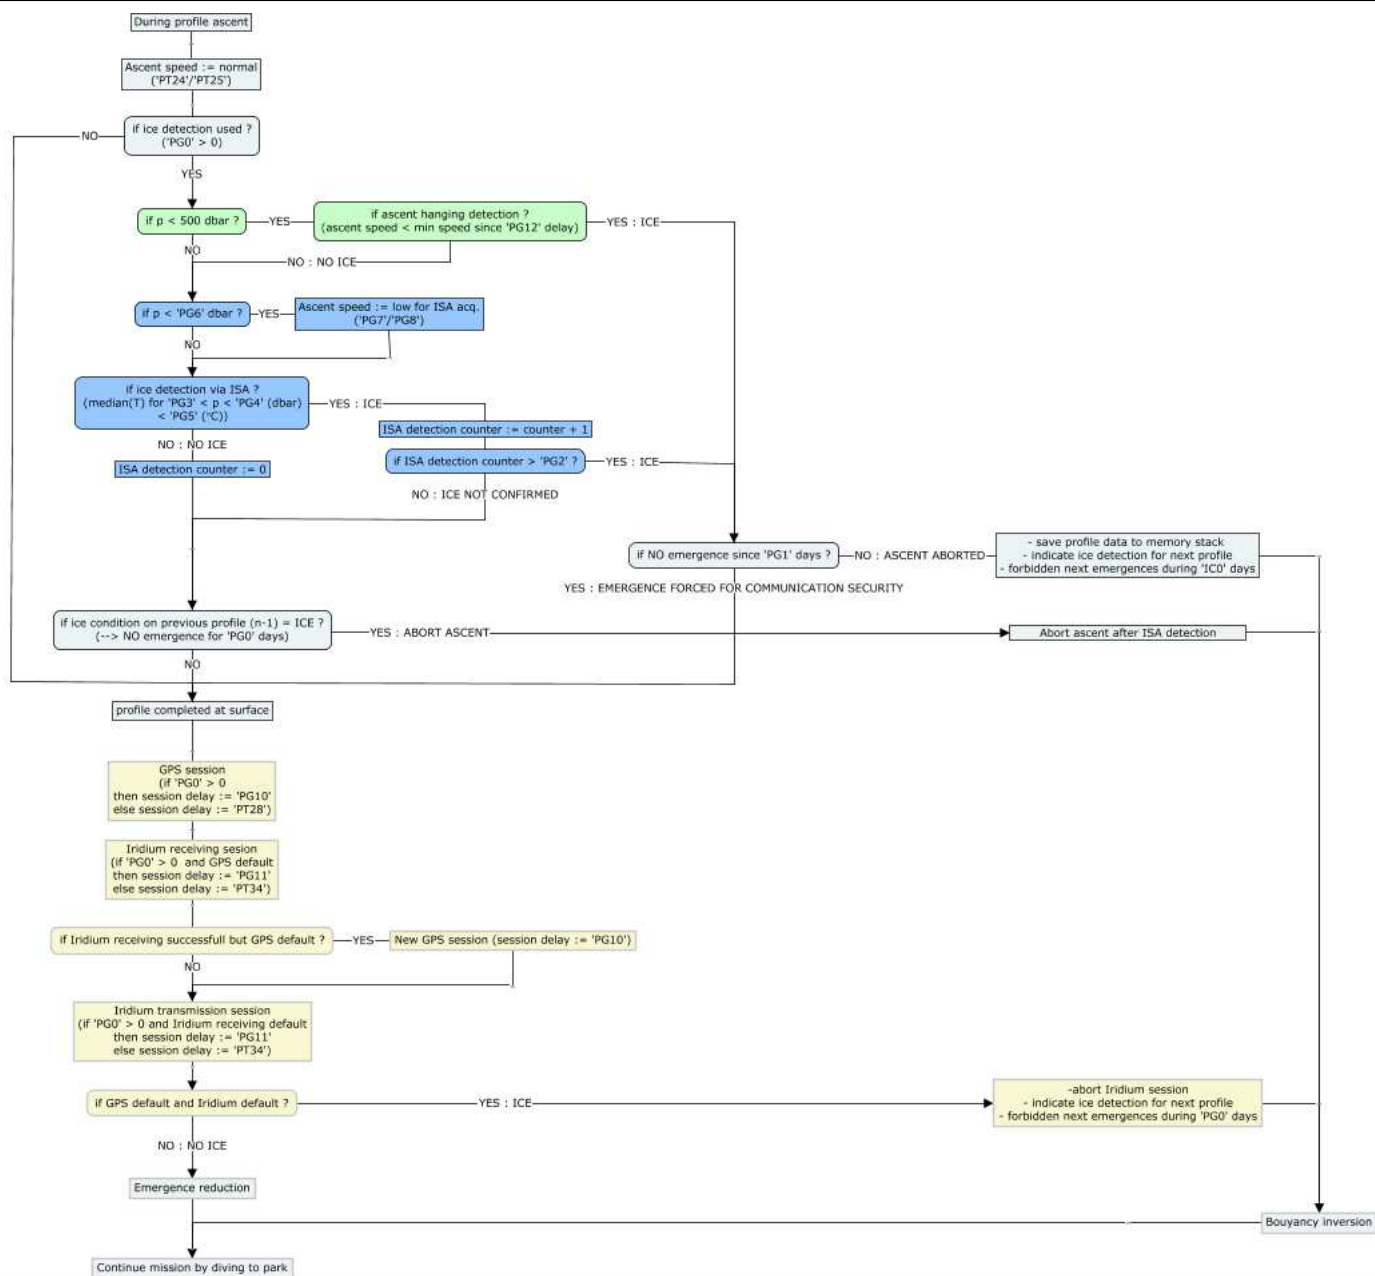 During profile ascent
Ascent speed := normal
('PT24'/'PT25')
if ice detection used ?
('PG0' > 0)
NO
YES
if p < 500 dbar ?
YES
if ascent hanging detection ?
(ascent speed < min speed since 'PG12' delay)
YES : ICE
NO
NO : NO ICE
if p < 'PG6' dbar ?
YES
Ascent speed := low for ISA acq.
('PG7'/'PG8')
NO
if ice detection via ISA ?
(median(T) for 'PG3' < p < 'PG4' (dbar)
< 'PG5' (°C))
YES : ICE
ISA detection counter := counter + 1
NO : NO ICE
if ISA detection counter > 'PG2' ?
YES : ICE
ISA detection counter := 0
NO : ICE NOT CONFIRMED
if NO emergence since 'PG1' days ?
NO : ASCENT ABORTED
- save profile data to memory stack
- indicate ice detection for next profile
- forbidden next emergences during 'IC0' days
YES : EMERGENCE FORCED FOR COMMUNICATION SECURITY
if ice condition on previous profile (n-1) = ICE ?
(--> NO emergence for 'PG0' days)
YES : ABORT ASCENT
Abort ascent after ISA detection
NO
profile completed at surface
GPS session
(if 'PG0' > 0
then session delay := 'PG10'
else session delay := 'PT28')
Iridium receiving sesion
(if 'PG0' > 0 and GPS default
then session delay := 'PG11'
else session delay := 'PT34')
if Iridium receiving successfull but GPS default ?
YES
New GPS session (session delay := 'PG10')
NO
Iridium transmission session
(if 'PG0' > 0 and Iridium receiving default
then session delay := 'PG11'
else session delay := 'PT34')
if GPS default and Iridium default ?
YES : ICE
-abort Iridium session
- indicate ice detection for next profile
- forbidden next emergences during 'PG0' days
NO : NO ICE
Emergence reduction
Bouyancy inversion
Continue mission by diving to park